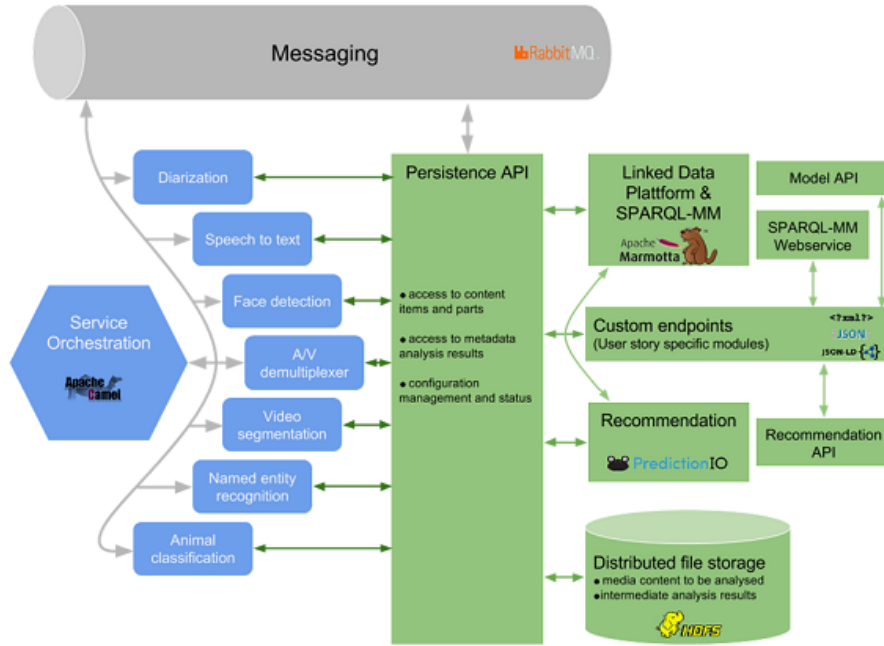 Messaging
RabbitMQ
Diarization
Speech to text
Face detection
Service
Orchestration
Apache
Camel
A/V
demultiplexer
Video
segmentation
Named entity
recognition
Animal
classification
Persistence API
● access to content
items and parts
● access to metadata
analysis results
● configuration
management and status
Linked Data
Plattform &
SPARQL-MM
Apache
Marmotta
Model API
SPARQL-MM
Webservice
Custom endpoints
(User story specific modules)
<?xml?>
JSON
JSON-LD
Recommendation
PredictionIO
Recommendation
API
Distributed file storage
● media content to be analysed
● intermediate analysis results
HDFS